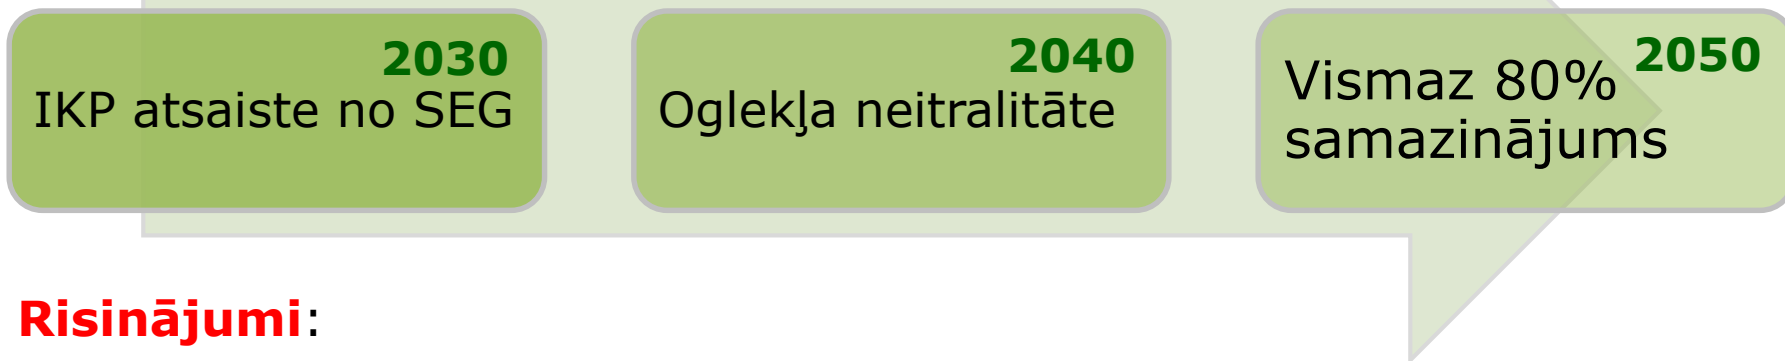 2030
IKP atsaiste no SEG
2040
Oglekļa neitralitāte
2050
Vismaz 80%
samazinājums
Risinājumi: